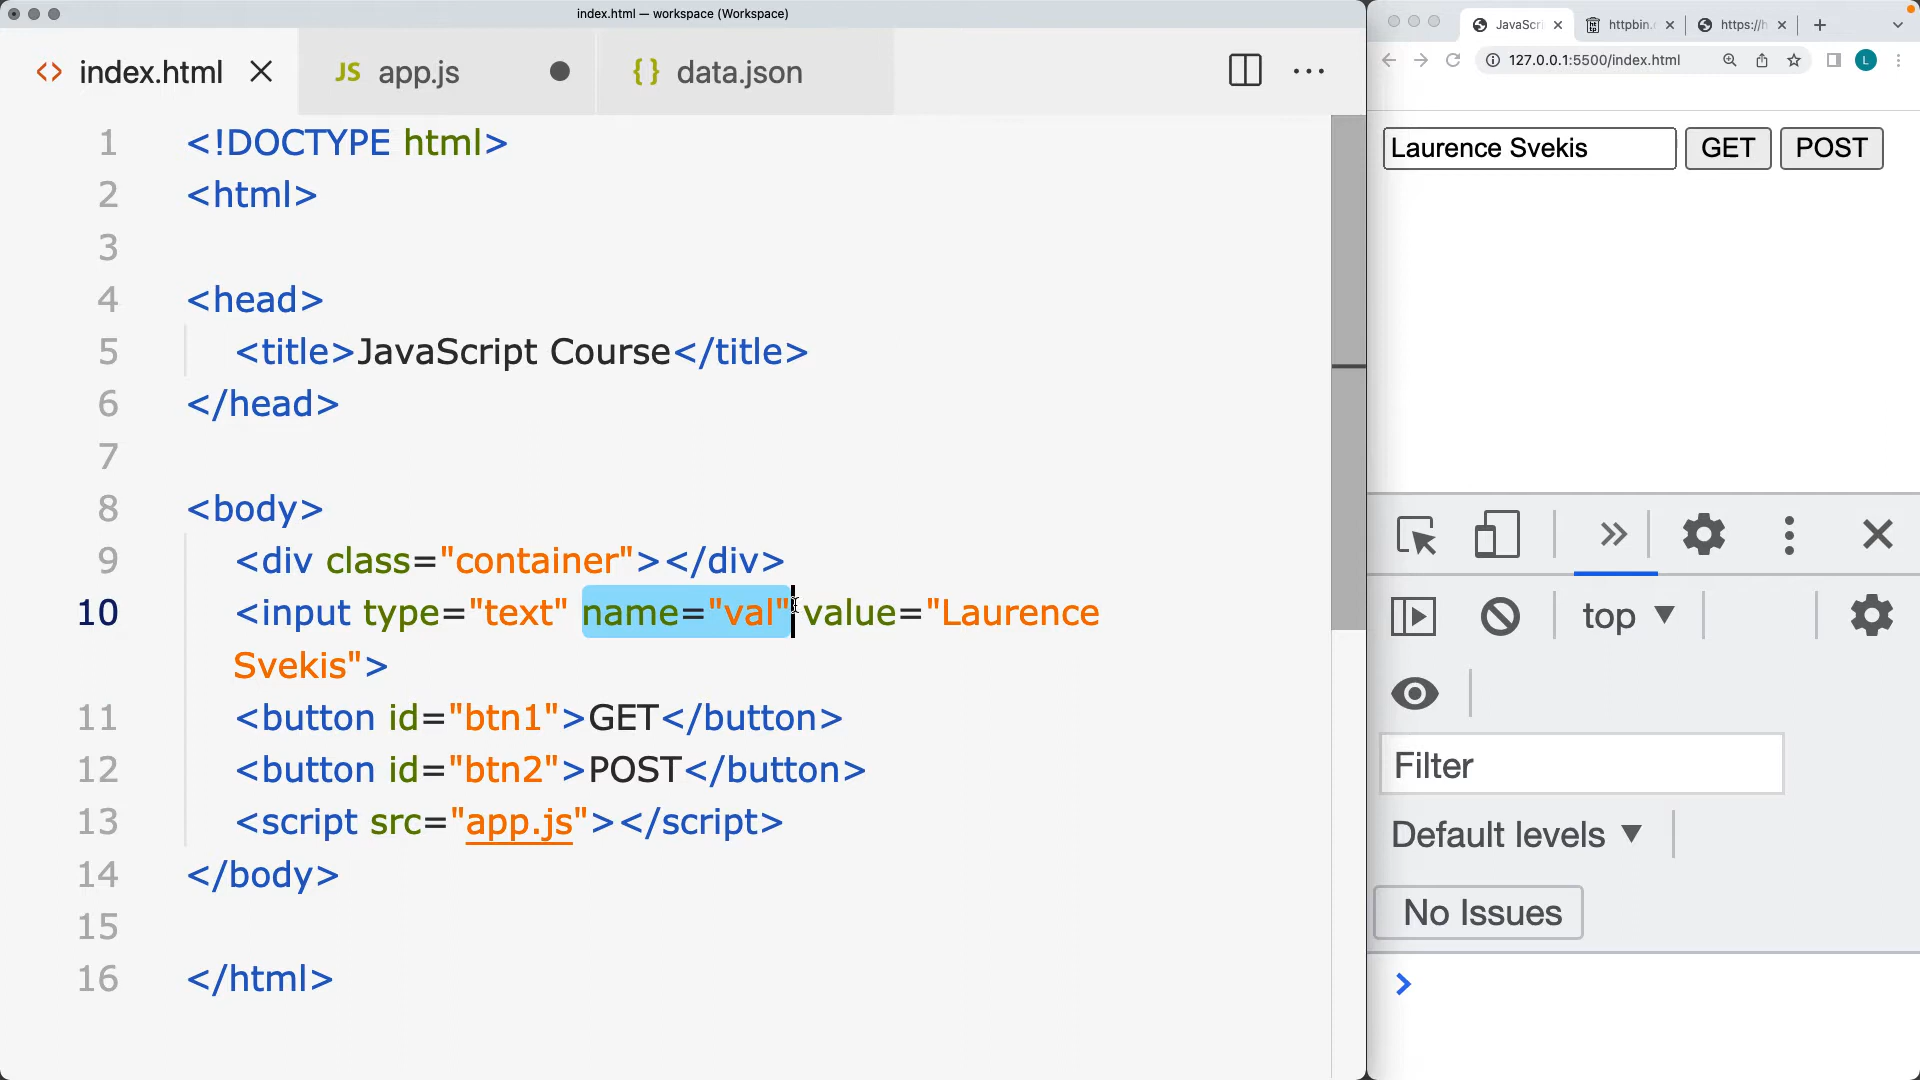 index.html — workspace (Workspace)
<> index.html
JS app.js
{ } data.json
1 <!DOCTYPE html>
2 <html>
3
4 <head>
5 <title>JavaScript Course</title>
6 </head>
7
8 <body>
9 <div class="container"></div>
10 <input type="text" name="val" value="Laurence
Svekis">
11 <button id="btn1">GET</button>
12 <button id="btn2">POST</button>
13 <script src="app.js"></script>
14 </body>
15
16 </html>
JavaScri
httpbin.
https://h
127.0.0.1:5500/index.html
L
Laurence Svekis GET POST
top
Filter
Default levels
No Issues